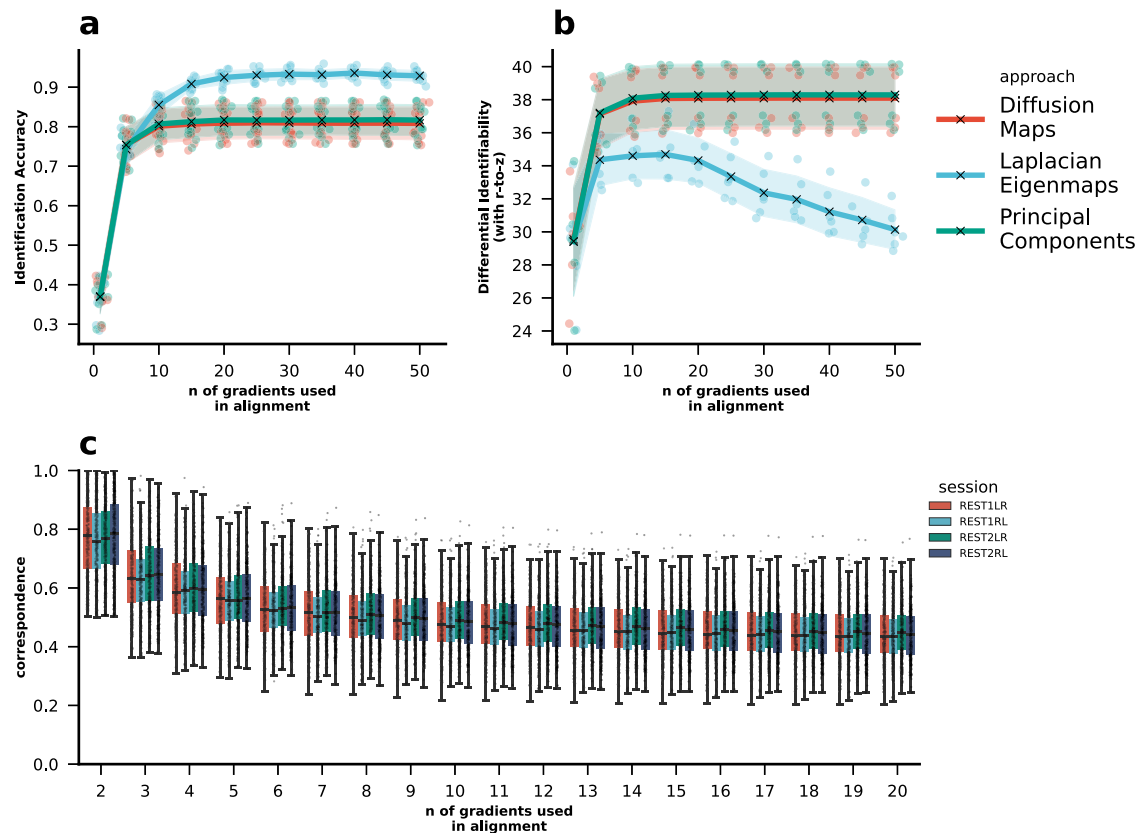 a
0.9
0.8
0.7
0.6
0.5
0.4
0.3
Identification Accuracy
0
10
20
30
40
50
n of gradients used
in alignment
b
40
38
36
34
32
30
28
26
24
Differential Identifiability
(with r-to-z)
0
10
20
30
40
50
n of gradients used
in alignment
approach
Diffusion
Maps
Laplacian
Eigenmaps
Principal
Components
c
1.0
0.8
0.6
0.4
0.2
0.0
correspondence
2
3
4
5
6
7
8
9
10
11
12
13
14
15
16
17
18
19
20
n of gradients used
in alignment
session
REST1LR
REST1RL
REST2LR
REST2RL